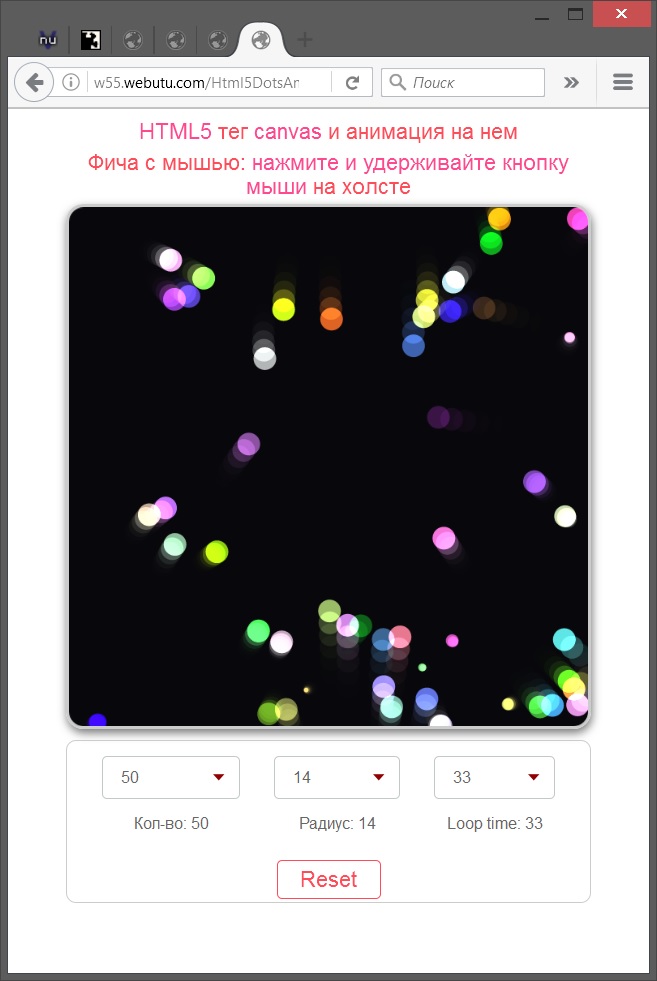 nu
w55.webutu.com/Html5DotsAn
Поиск
HTML5 тег canvas и анимация на нем
Фича с мышью: нажмите и удерживайте кнопку
мыши на холсте
50 14 33
Кол-во: 50 Радиус: 14 Loop time: 33
Reset